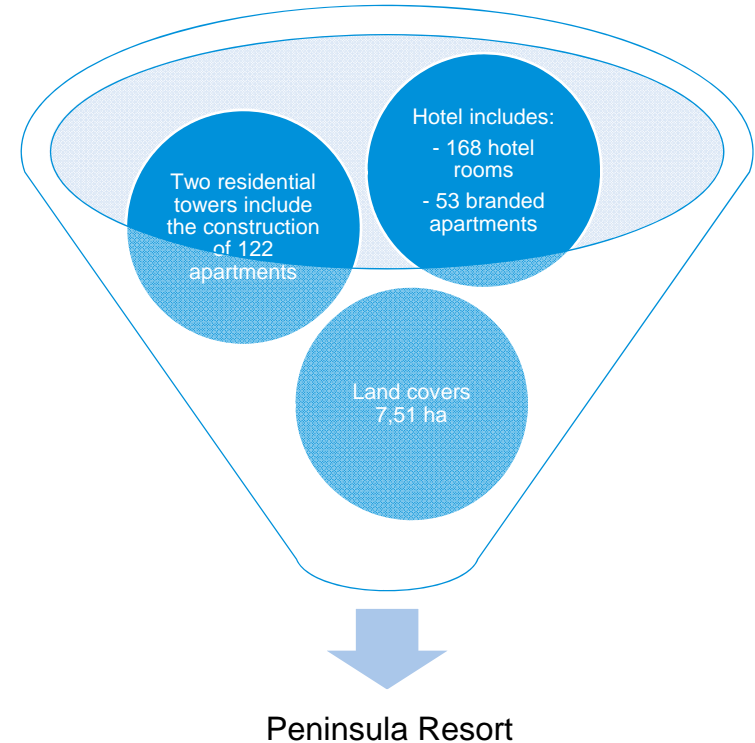 Hotel includes:
- 168 hotel
rooms
- 53 branded
apartments
Two residential
towers include
the construction
of 122
apartments
Land covers
7,51 ha
Peninsula Resort